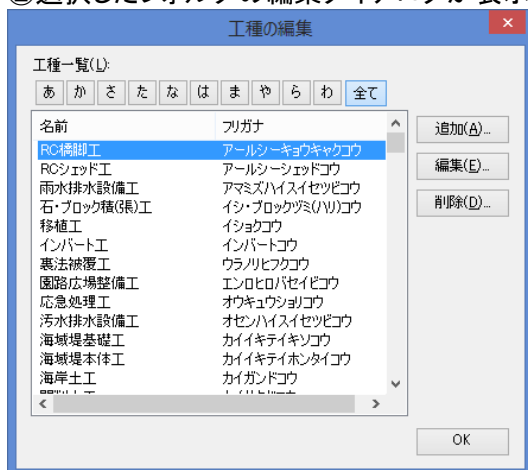 工種の編集
工種一覧(L):
あ か さ た な は ま や ら わ 全て
名前 フリガナ
RC橋脚工 アールシーキョウキャクコウ
RCシェッド工 アールシーシェッドコウ
雨水排水設備工 アマミズハイスイセツビコウ
石・ブロック積(張)工 イシ・ブロックヅミ(ハリ)コウ
移植工 イショクコウ
インバート工 インバートコウ
裏法被覆工 ウラノリヒフクコウ
園路広場整備工 エンロヒロバセイビコウ
応急処理工 オウキュウショリコウ
汚水排水設備工 オセンハイスイセツビコウ
海域堤基礎工 カイイキテイキソコウ
海域堤本体工 カイイキテイホンタイコウ
海岸土工 カイガンドコウ
追加(A)...
編集(E)...
削除(D)...
OK